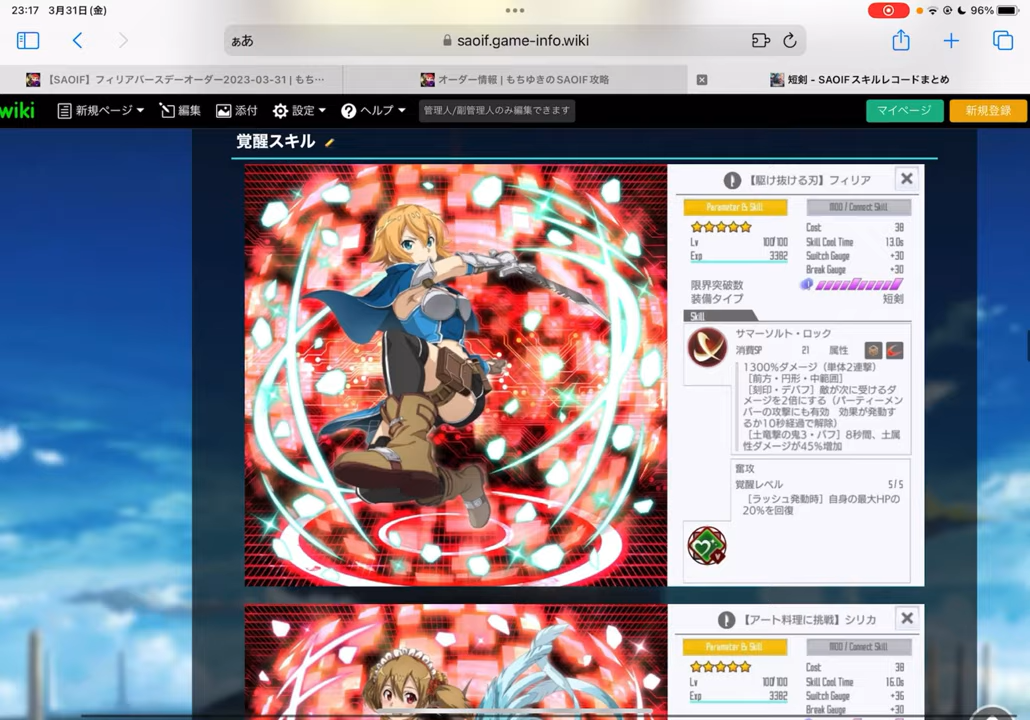 23:17 3月31日(金)
96%
ぁあ
saoif.game-info.wiki
【SAOIF】フィリアバースデーオーダー2023-03-31 | もち…
オーダー情報 | もちゆきのSAOIF攻略
短剣 - SAOIFスキルレコードまとめ
wiki
新規ページ
編集
添付
設定
ヘルプ
管理人/副管理人のみ編集できます
マイページ
新規登録
覚醒スキル
【駆け抜ける刃】フィリア
Parameter & Skill
MOD / Connect Skill
Lv 100/100
Exp 3382
Cost 38
Skill Cool Time 13.0s
Switch Gauge +30
Break Gauge +30
限界突破数
装備タイプ 短剣
Skill
サマーソルト・ロック
消費SP 21 属性
1300%ダメージ（単体2連撃）
［前方・円形・中範囲］
［刻印・デバフ］敵が次に受けるダ
メージを2倍にする（パーティーメン
バーの攻撃にも有効 効果が発動す
るか10秒経過で解除）
［土竜撃の鬼3・バフ］8秒間、土属
性ダメージが45%増加
奮攻
覚醒レベル 5/5
［ラッシュ発動時］自身の最大HPの
20%を回復
【アート料理に挑戦】シリカ
Parameter & Skill
MOD / Connect Skill
Lv 100/100
Exp 3382
Cost 38
Skill Cool Time 16.0s
Switch Gauge +36
Break Gauge +30